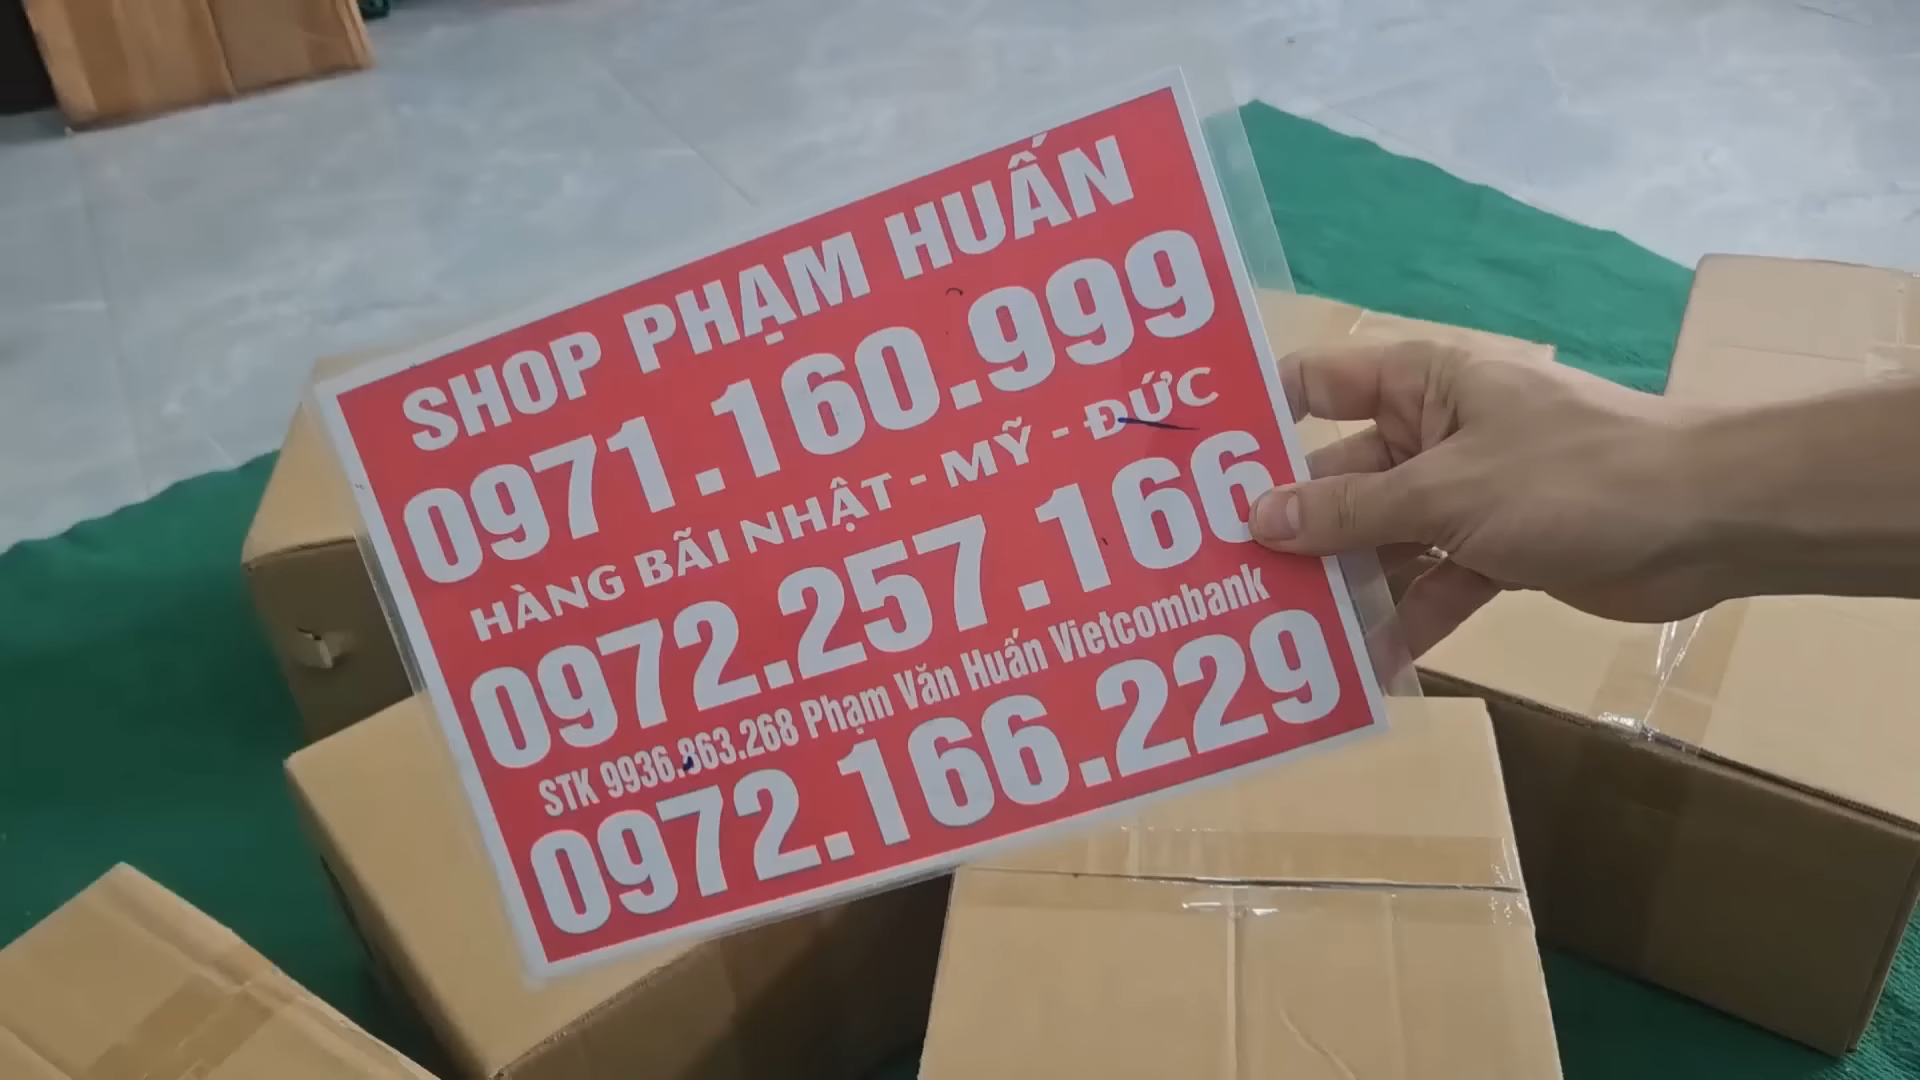 SHOP PHẠM HUẤN
0971.160.999
HÀNG BÃI NHẬT - MỸ - ĐỨC
0972.257.166
STK 9936.863.268 Phạm Văn Huấn Vietcombank
0972.166.229